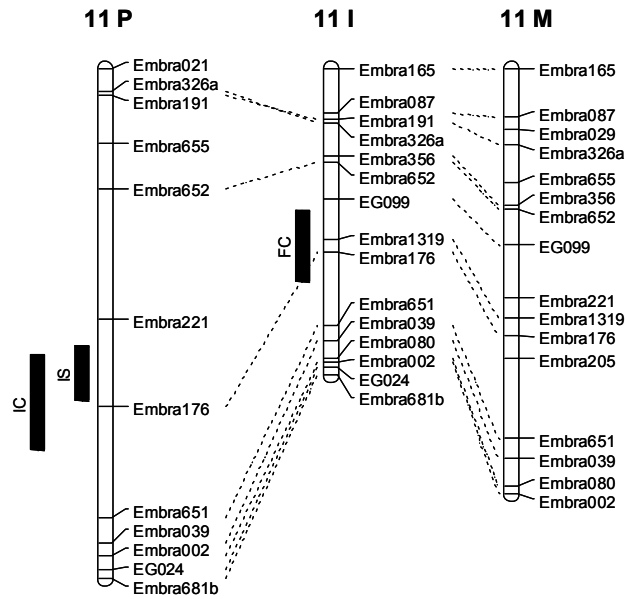 11 P
Embra021
Embra326a
Embra191
Embra655
Embra652
Embra221
Embra176
Embra651
Embra039
Embra002
EG024
Embra681b
IC
IS
11 I
Embra165
Embra087
Embra191
Embra326a
Embra356
Embra652
EG099
Embra1319
Embra176
Embra651
Embra039
Embra080
Embra002
EG024
Embra681b
FC
11 M
Embra165
Embra087
Embra029
Embra326a
Embra655
Embra356
Embra652
EG099
Embra221
Embra1319
Embra176
Embra205
Embra651
Embra039
Embra080
Embra002